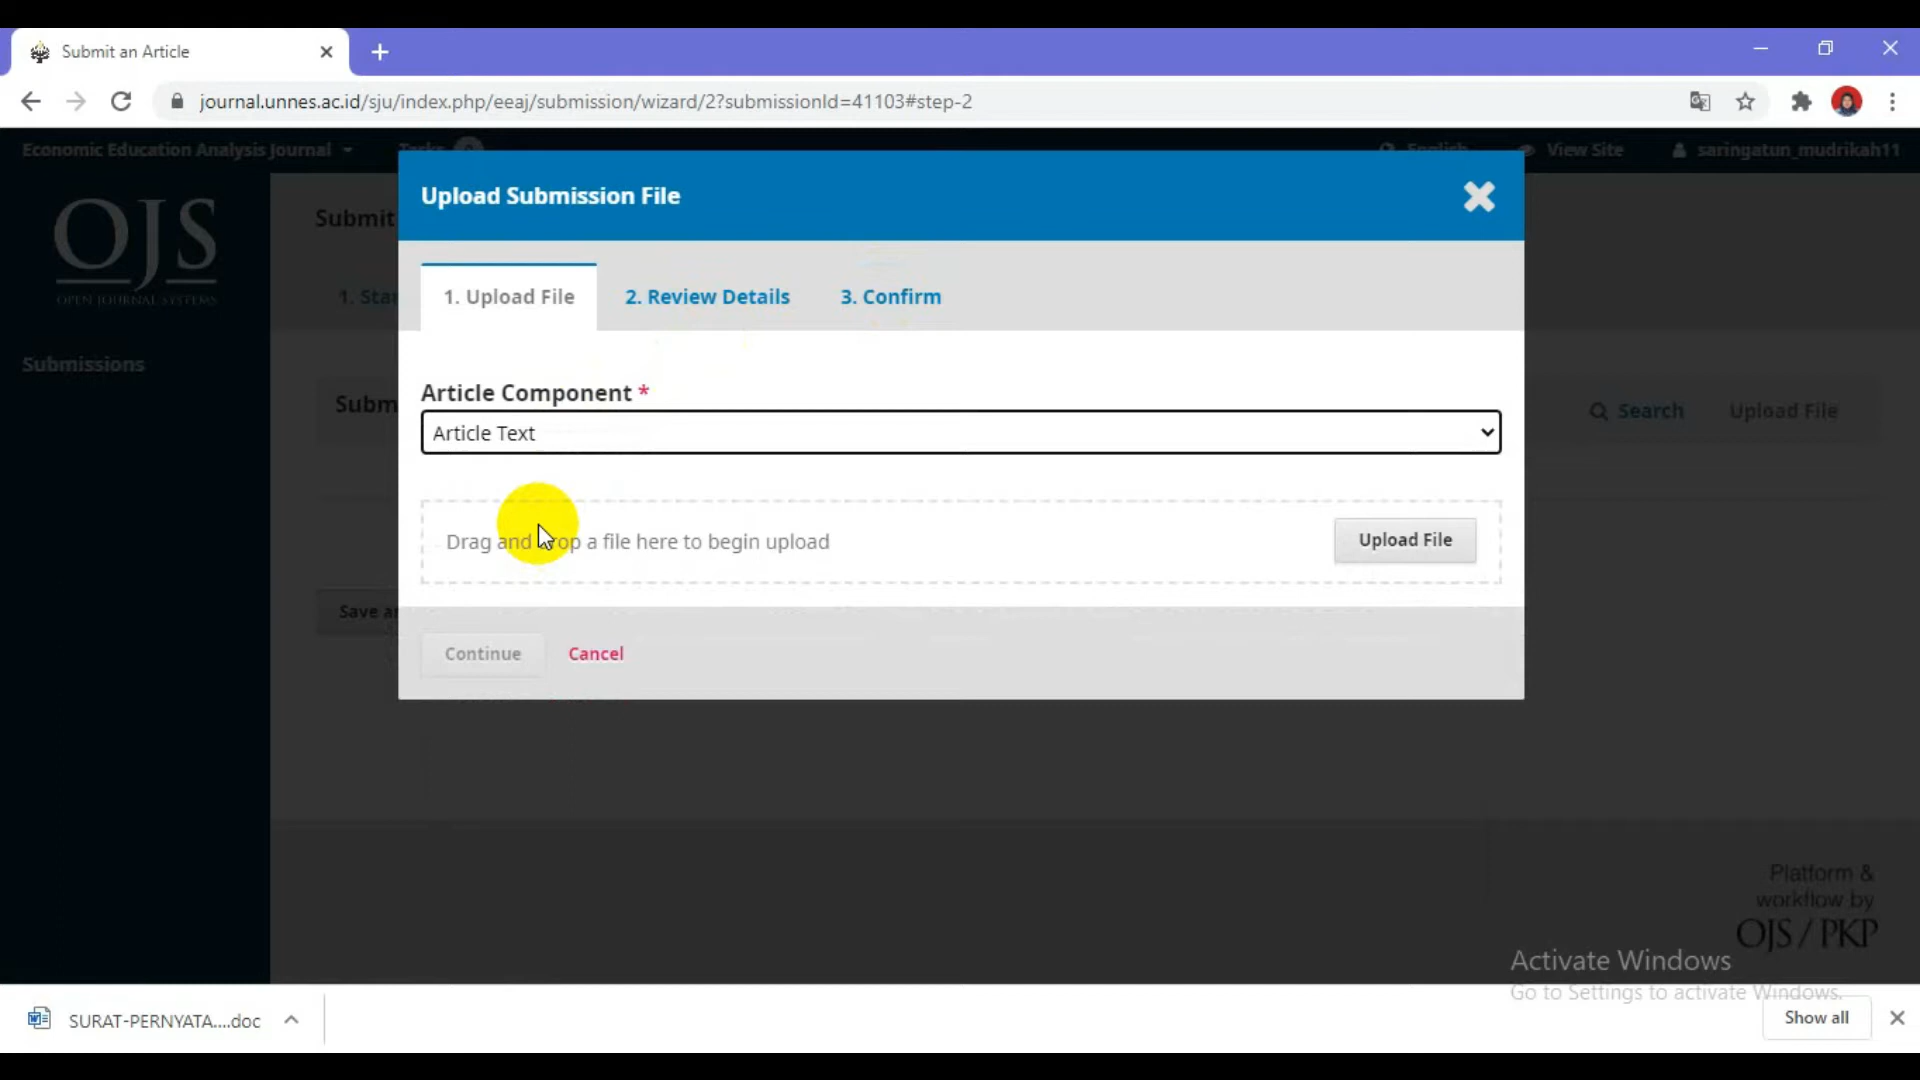 Submit an Article
journal.unnes.ac.id/sju/index.php/eeaj/submission/wizard/2?submissionId=41103#step-2
Economic Education Analysis Journal
Tasks
English
View Site
saringatun_mudrikah11
OJS
OPEN JOURNAL SYSTEMS
Submissions
Submit
1. Star
Subm
Search
Upload File
Save an
Upload Submission File
1. Upload File
2. Review Details
3. Confirm
Article Component *
Article Text
Drag and drop a file here to begin upload
Upload File
Continue
Cancel
Platform &
workflow by
OJS / PKP
Activate Windows
Go to Settings to activate Windows.
SURAT-PERNYATA....doc
Show all